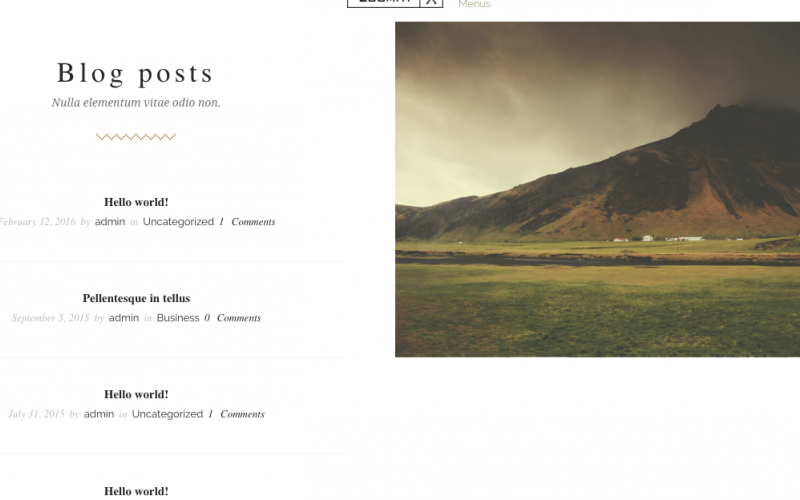 Menus
Blog posts
Nulla elementum vitae odio non.
Hello world!
February 12, 2016 by admin in Uncategorized 1 Comments
Pellentesque in tellus
September 5, 2015 by admin in Business 0 Comments
Hello world!
July 31, 2015 by admin in Uncategorized 1 Comments
Hello world!